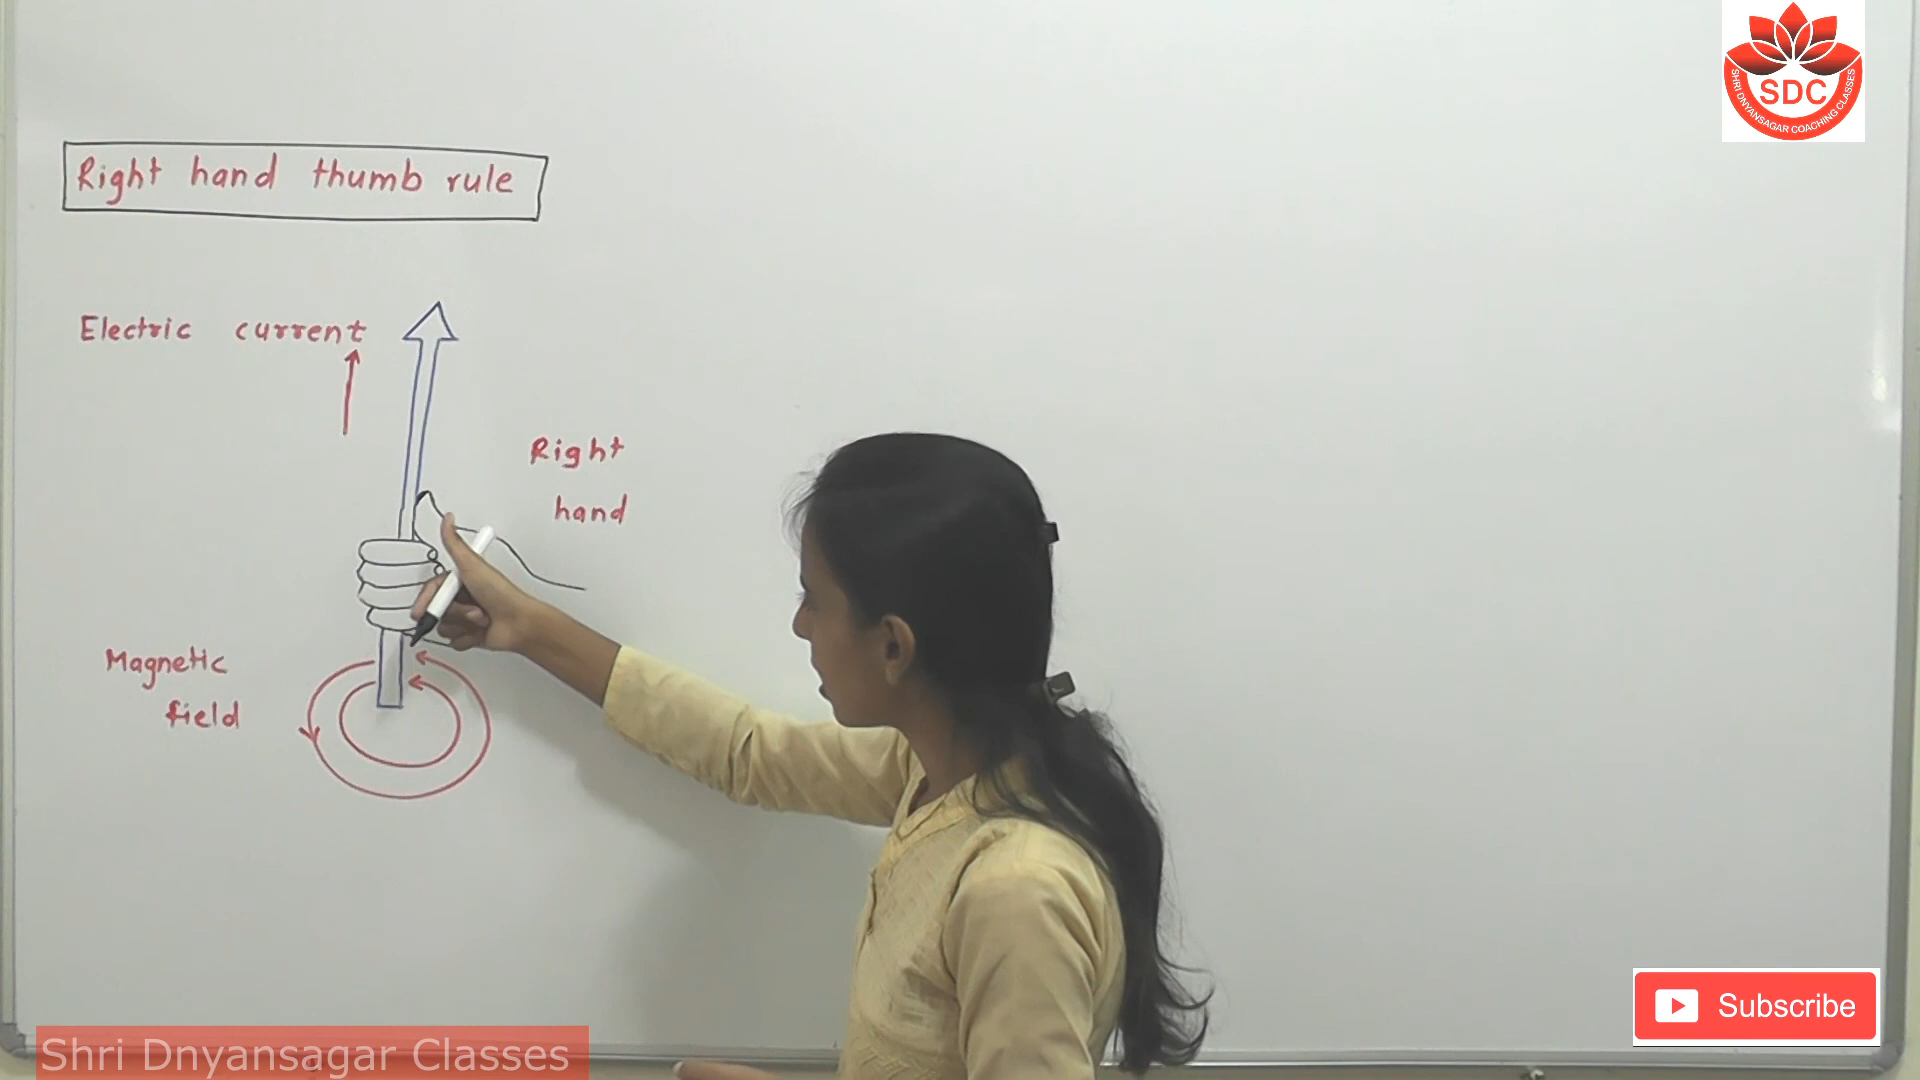 Right hand thumb rule
Electric current
Right
hand
Magnetic
field
SDC
SHRI DNYANSAGAR COACHING CLASSES
Subscribe
Shri Dnyansagar Classes